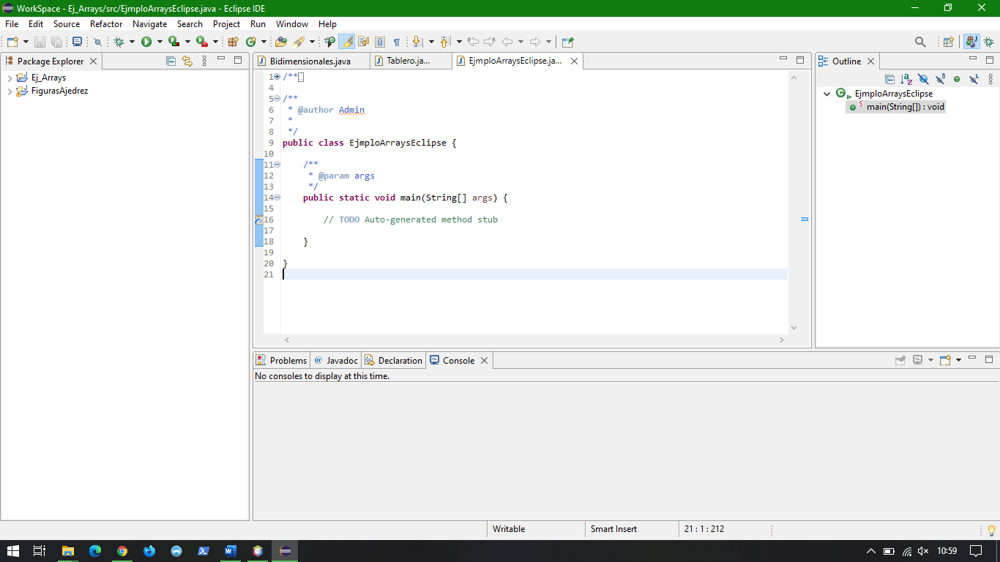 WorkSpace - Ej_Arrays/src/EjmploArraysEclipse.java - Eclipse IDE
File Edit Source Refactor Navigate Search Project Run Window Help
Package Explorer
Ej_Arrays
FigurasAjedrez
Bidimensionales.java
Tablero.ja...
EjmploArraysEclipse.ja...
1 /**
4
5 /**
6 * @author Admin
7 *
8 */
9 public class EjmploArraysEclipse {
10
11 /**
12 * @param args
13 */
14 public static void main(String[] args) {
15
16 // TODO Auto-generated method stub
17
18 }
19
20 }
21
Outline
EjmploArraysEclipse
main(String[]) : void
Problems @ Javadoc Declaration Console
No consoles to display at this time.
Writable Smart Insert 21 : 1 : 212
10:59